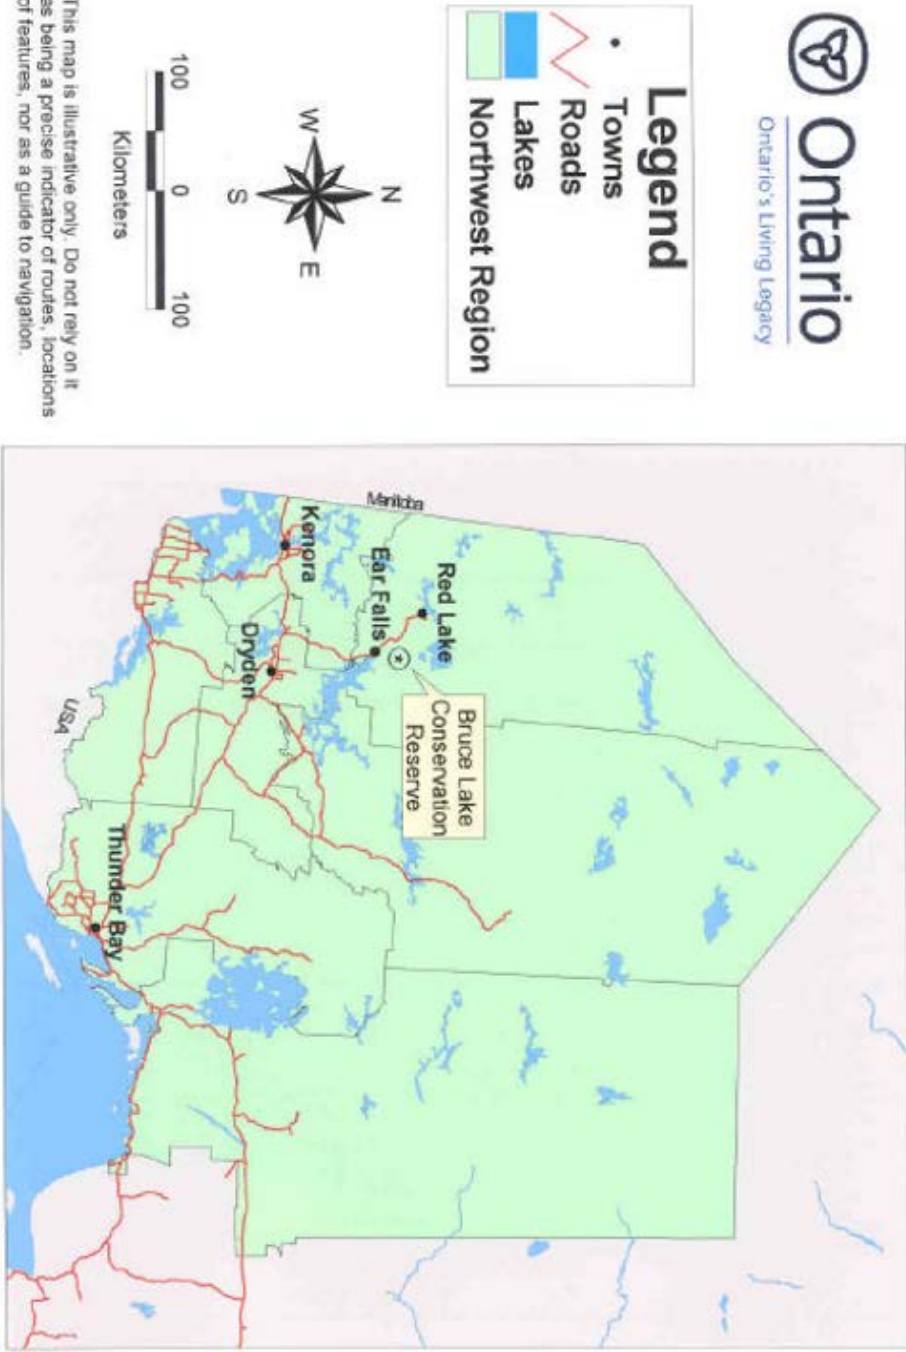 Ontario
Ontario's Living Legacy
Legend
Towns
Roads
Lakes
Northwest Region
N
W
E
S
100 0 100
Kilometers
This map is illustrative only. Do not rely on it
as being a precise indicator of routes, locations
of features, nor as a guide to navigation.
Manitoba
Red Lake
Ear Falls
Bruce Lake
Conservation
Reserve
Kenora
Dryden
USA
Thunder Bay